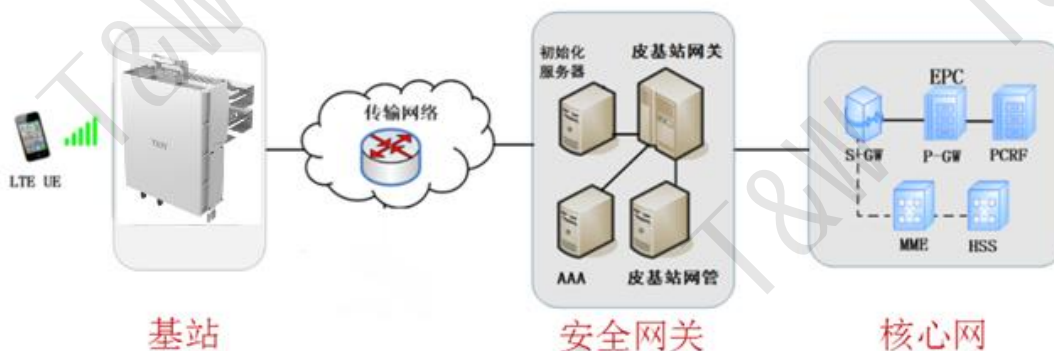 初始化
服务器
皮基站网关
传输网络
EPC
S-GW
P-GW
PCRF
LTE UE
AAA
皮基站网管
MME
HSS
基站
安全网关
核心网
T&W
T&W